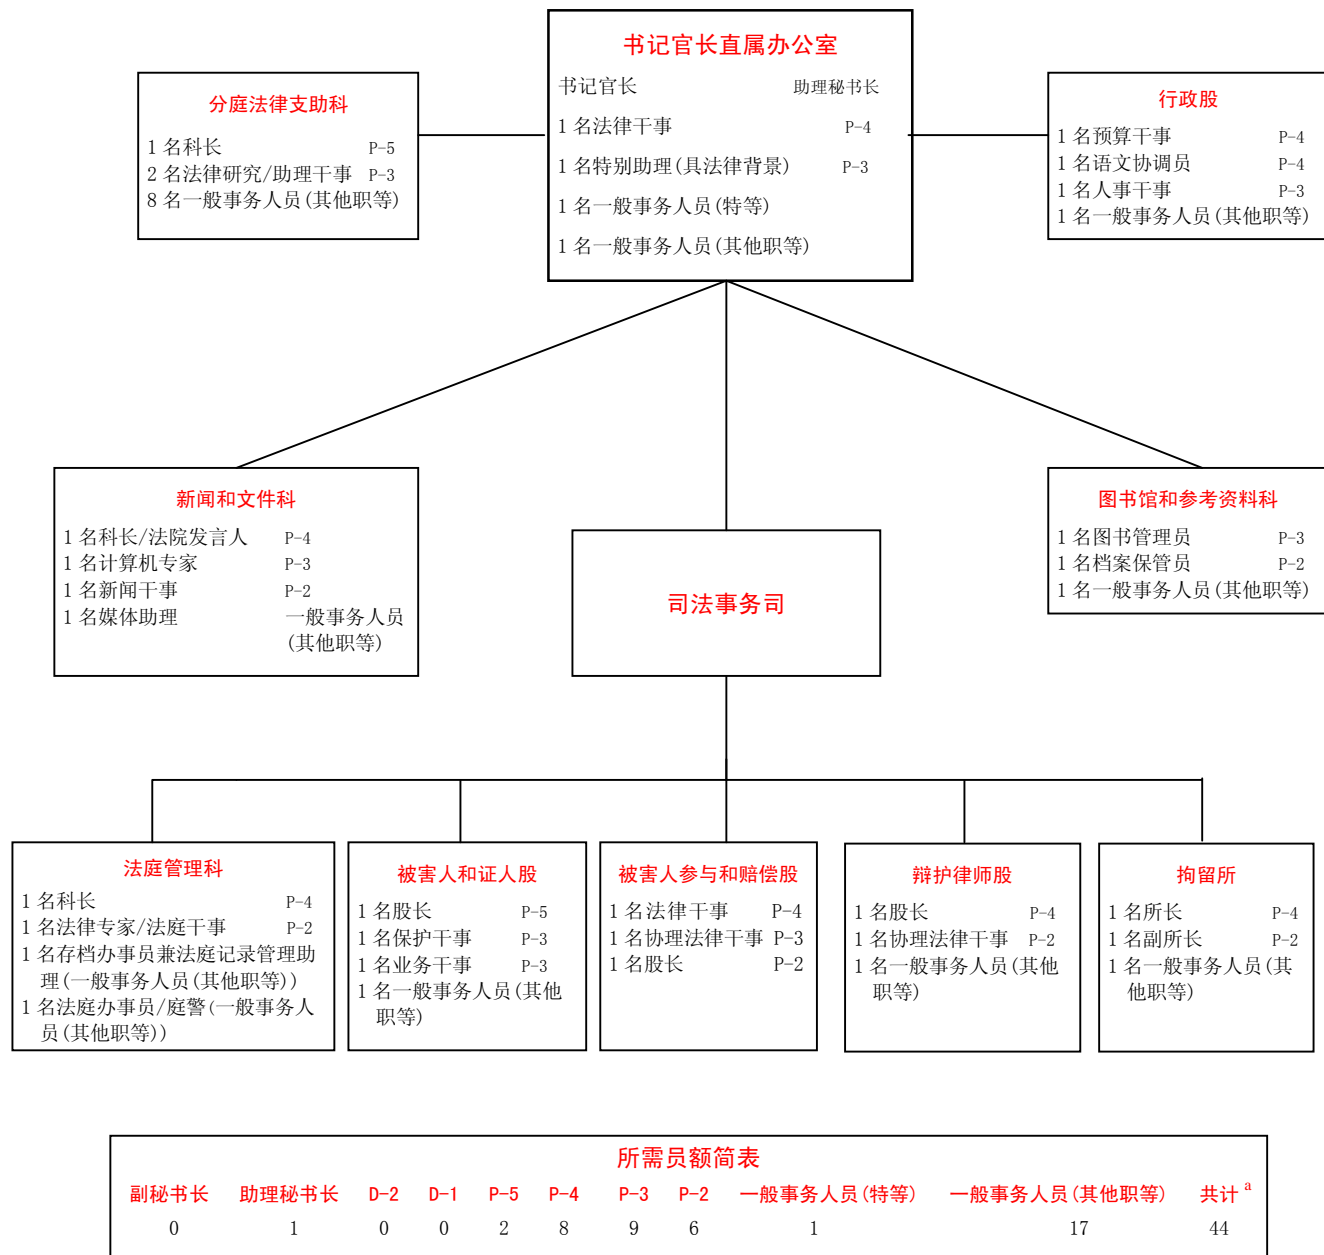 书记官长直属办公室
书记官长 助理秘书长
1 名法律干事 P-4
1 名特别助理(具法律背景) P-3
1 名一般事务人员(特等)
1 名一般事务人员(其他职等)
分庭法律支助科
1 名科长 P-5
2 名法律研究/助理干事 P-3
8 名一般事务人员(其他职等)
行政股
1 名预算干事 P-4
1 名语文协调员 P-4
1 名人事干事 P-3
1 名一般事务人员(其他职等)
新闻和文件科
1 名科长/法院发言人 P-4
1 名计算机专家 P-3
1 名新闻干事 P-2
1 名媒体助理 一般事务人员
(其他职等)
司法事务司
图书馆和参考资料科
1 名图书管理员 P-3
1 名档案保管员 P-2
1 名一般事务人员(其他职等)
法庭管理科
1 名科长 P-4
1 名法律专家/法庭干事 P-2
1 名存档办事员兼法庭记录管理助
理(一般事务人员(其他职等))
1 名法庭办事员/庭警(一般事务人
员(其他职等))
被害人和证人股
1 名股长 P-5
1 名保护干事 P-3
1 名业务干事 P-3
1 名一般事务人员(其他
职等)
被害人参与和赔偿股
1 名法律干事 P-4
1 名协理法律干事 P-3
1 名股长 P-2
辩护律师股
1 名股长 P-4
1 名协理法律干事 P-2
1 名一般事务人员(其他
职等)
拘留所
1 名所长 P-4
1 名副所长 P-2
1 名一般事务人员(其
他职等)
所需员额简表
副秘书长 助理秘书长 D-2 D-1 P-5 P-4 P-3 P-2 一般事务人员(特等) 一般事务人员(其他职等) 共计 a
0 1 0 0 2 8 9 6 1 17 44